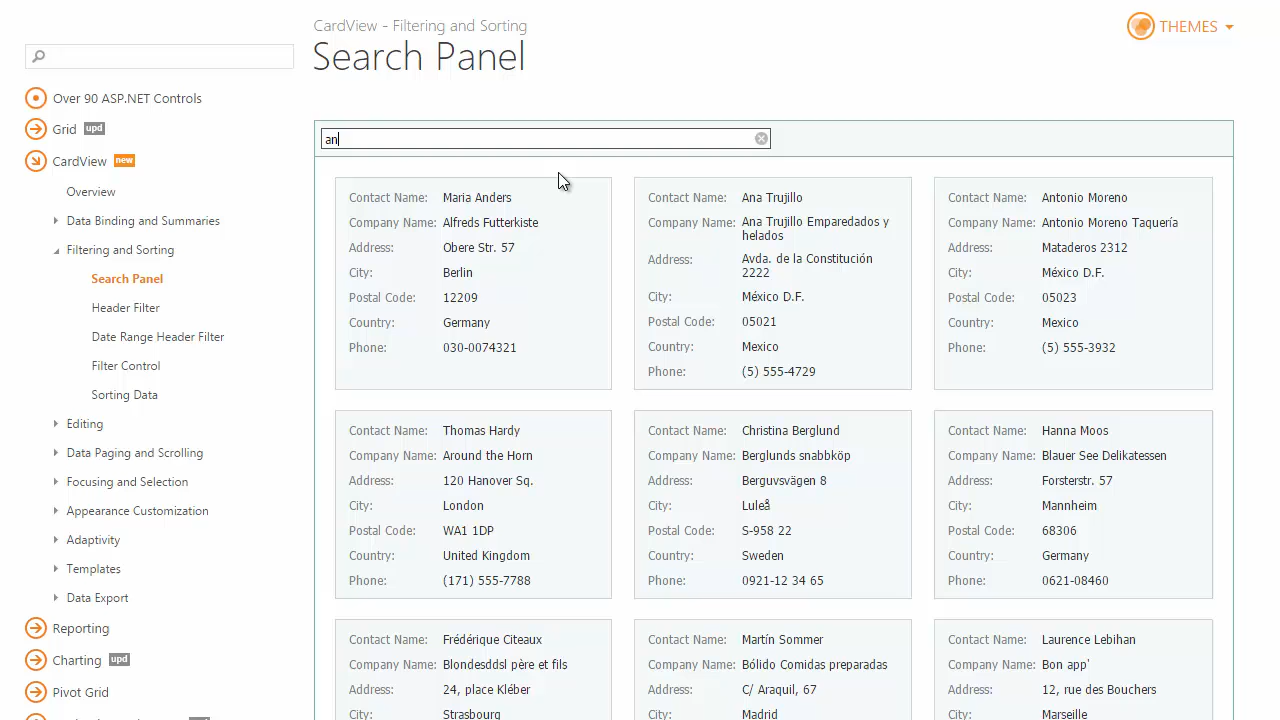 CardView - Filtering and Sorting
Search Panel
THEMES
Over 90 ASP.NET Controls
Grid upd
CardView new
Overview
Data Binding and Summaries
Filtering and Sorting
Search Panel
Header Filter
Date Range Header Filter
Filter Control
Sorting Data
Editing
Data Paging and Scrolling
Focusing and Selection
Appearance Customization
Adaptivity
Templates
Data Export
Reporting
Charting upd
Pivot Grid
an
Contact Name: Maria Anders
Company Name: Alfreds Futterkiste
Address: Obere Str. 57
City: Berlin
Postal Code: 12209
Country: Germany
Phone: 030-0074321
Contact Name: Ana Trujillo
Company Name: Ana Trujillo Emparedados y
helados
Address: Avda. de la Constitución
2222
City: México D.F.
Postal Code: 05021
Country: Mexico
Phone: (5) 555-4729
Contact Name: Antonio Moreno
Company Name: Antonio Moreno Taquería
Address: Mataderos 2312
City: México D.F.
Postal Code: 05023
Country: Mexico
Phone: (5) 555-3932
Contact Name: Thomas Hardy
Company Name: Around the Horn
Address: 120 Hanover Sq.
City: London
Postal Code: WA1 1DP
Country: United Kingdom
Phone: (171) 555-7788
Contact Name: Christina Berglund
Company Name: Berglunds snabbköp
Address: Berguvsvägen 8
City: Luleå
Postal Code: S-958 22
Country: Sweden
Phone: 0921-12 34 65
Contact Name: Hanna Moos
Company Name: Blauer See Delikatessen
Address: Forsterstr. 57
City: Mannheim
Postal Code: 68306
Country: Germany
Phone: 0621-08460
Contact Name: Frédérique Citeaux
Company Name: Blondesddsl père et fils
Address: 24, place Kléber
City: Strasbourg
Contact Name: Martín Sommer
Company Name: Bólido Comidas preparadas
Address: C/ Araquil, 67
City: Madrid
Contact Name: Laurence Lebihan
Company Name: Bon app'
Address: 12, rue des Bouchers
City: Marseille